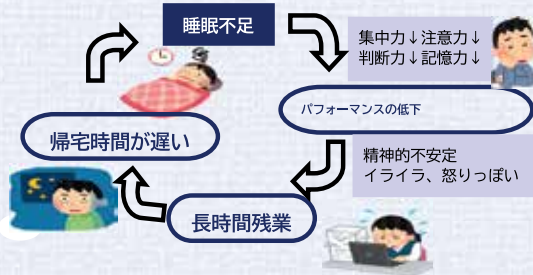 睡眠不足
集中力↓注意力↓
判断力↓記憶力↓
パフォーマンスの低下
精神的不安定
イライラ、怒りっぽい
長時間残業
帰宅時間が遅い